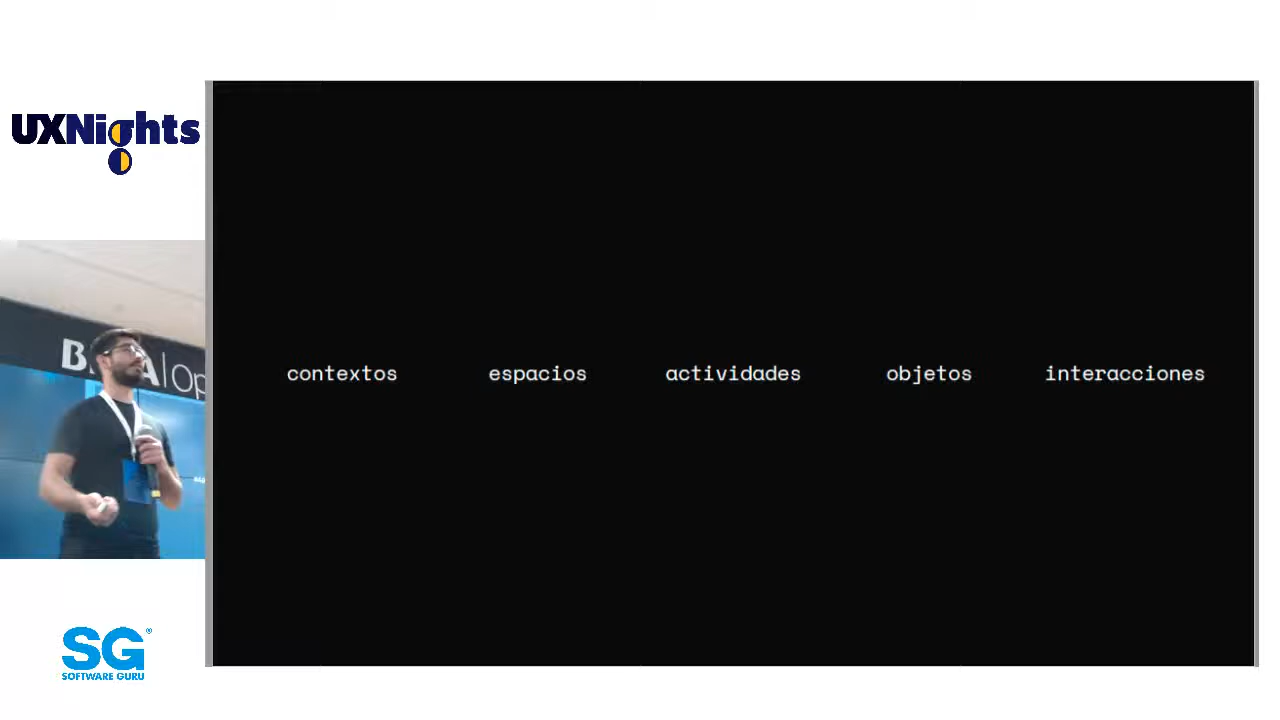 UXNights
contextos espacios actividades objetos interacciones
SG®
SOFTWARE GURU